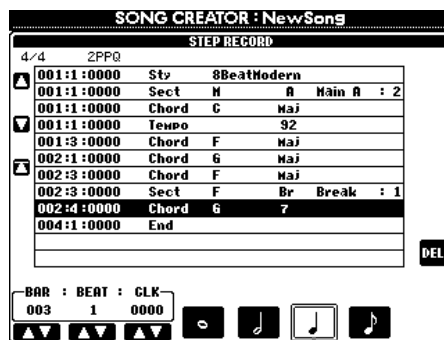 SONG CREATOR : NewSong
STEP RECORD
4/4 2PPQ
001:1:0000 Sty 8BeatModern
001:1:0000 Sect M A Main A : 2
001:1:0000 Chord C Maj
001:1:0000 Tempo 92
001:3:0000 Chord F Maj
002:1:0000 Chord G Maj
002:3:0000 Chord F Maj
002:3:0000 Sect F Br Break : 1
002:4:0000 Chord G 7
004:1:0000 End
DEL
BAR : BEAT : CLK
003 1 0000